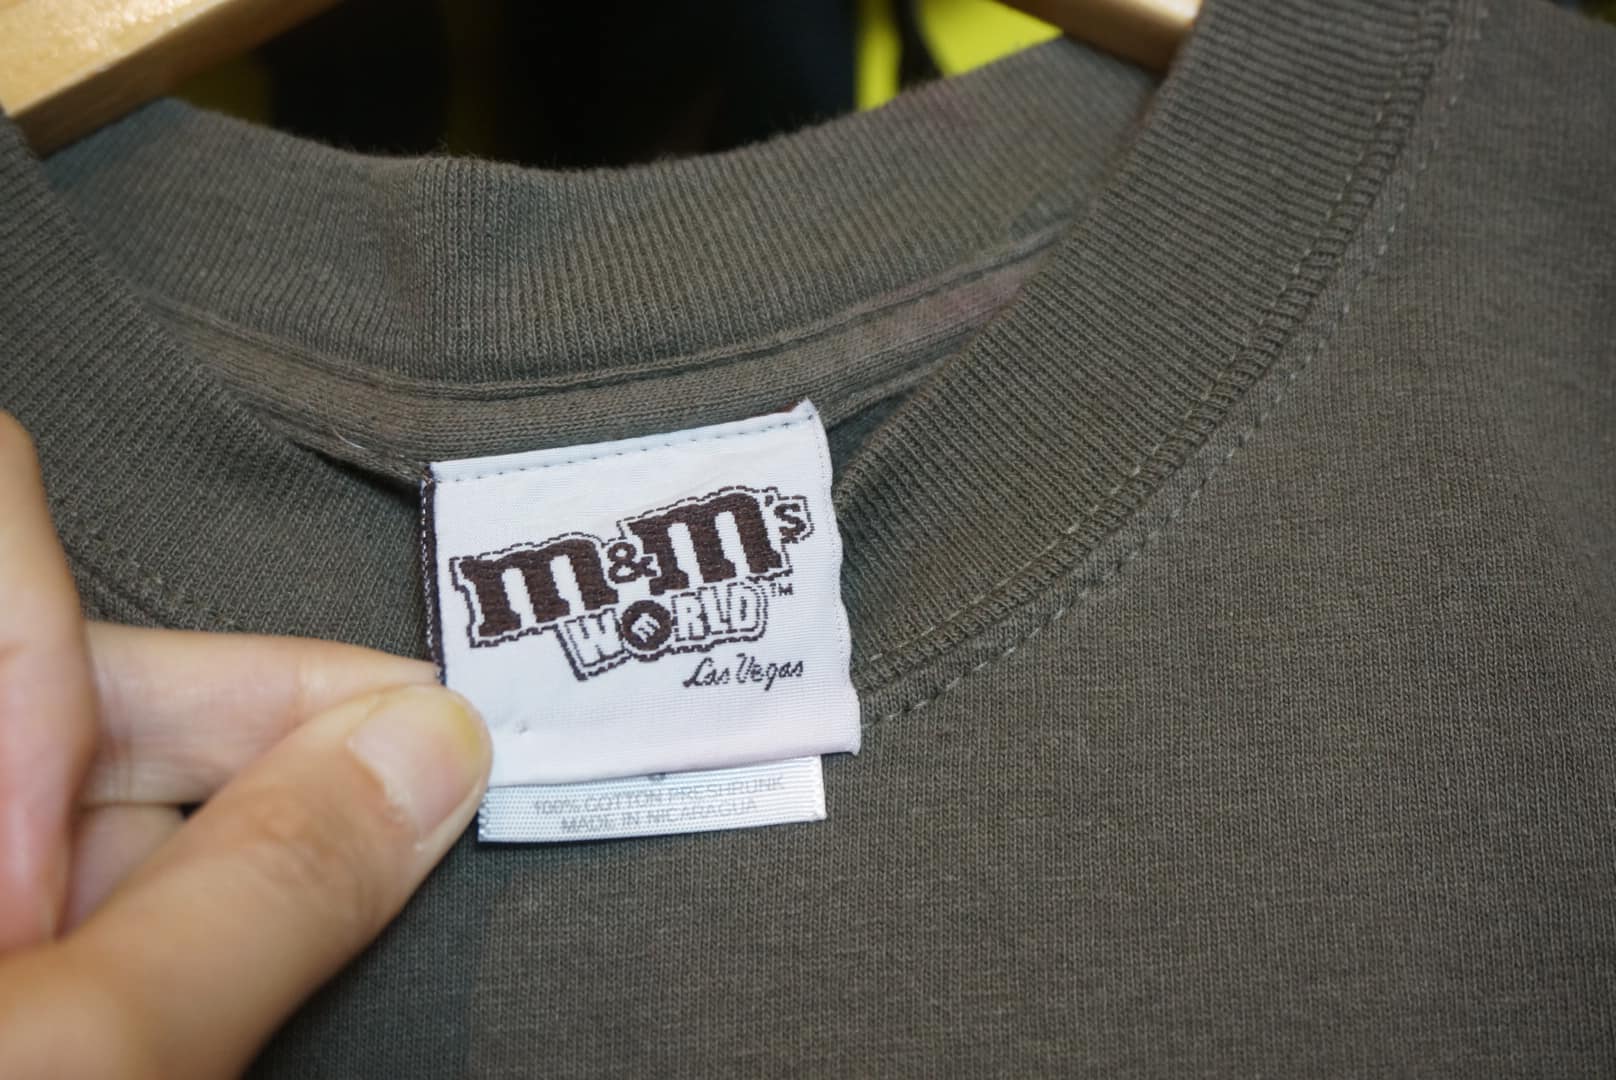 m&m's
WORLD™
Las Vegas
100% COTTON PRESHRUNK
MADE IN NICARAGUA